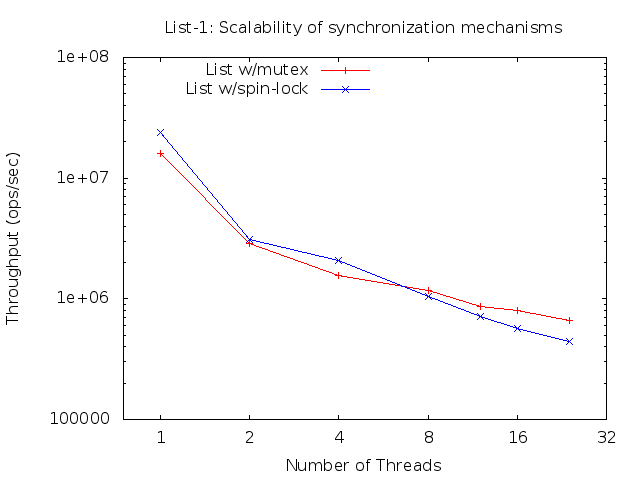 List-1: Scalability of synchronization mechanisms
1e+08
List w/mutex
List w/spin-lock
1e+07
Throughput (ops/sec)
1e+06
100000
1 2 4 8 16 32
Number of Threads